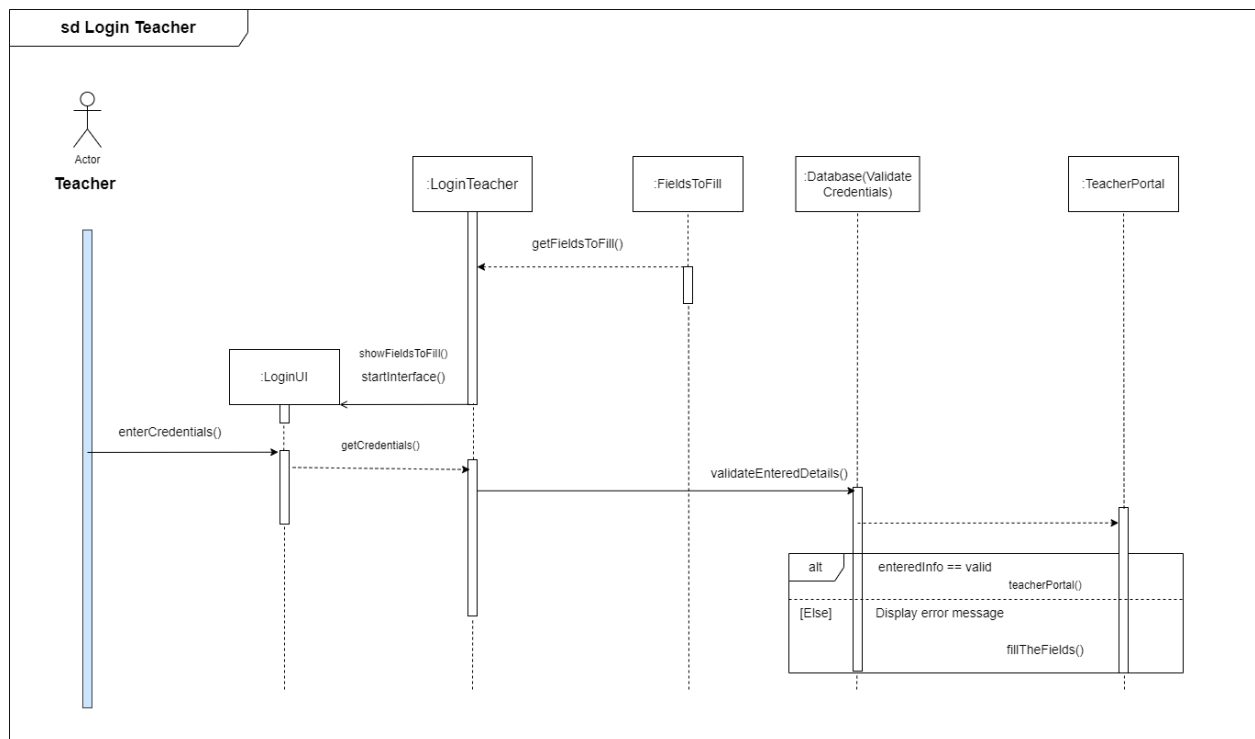 sd Login Teacher
Actor
Teacher
:LoginTeacher
:FieldsToFill
:Database(Validate
Credentials)
:TeacherPortal
getFieldsToFill()
showFieldsToFill()
startInterface()
:LoginUI
enterCredentials()
getCredentials()
validateEnteredDetails()
alt
enteredInfo == valid
teacherPortal()
[Else]
Display error message
fillTheFields()